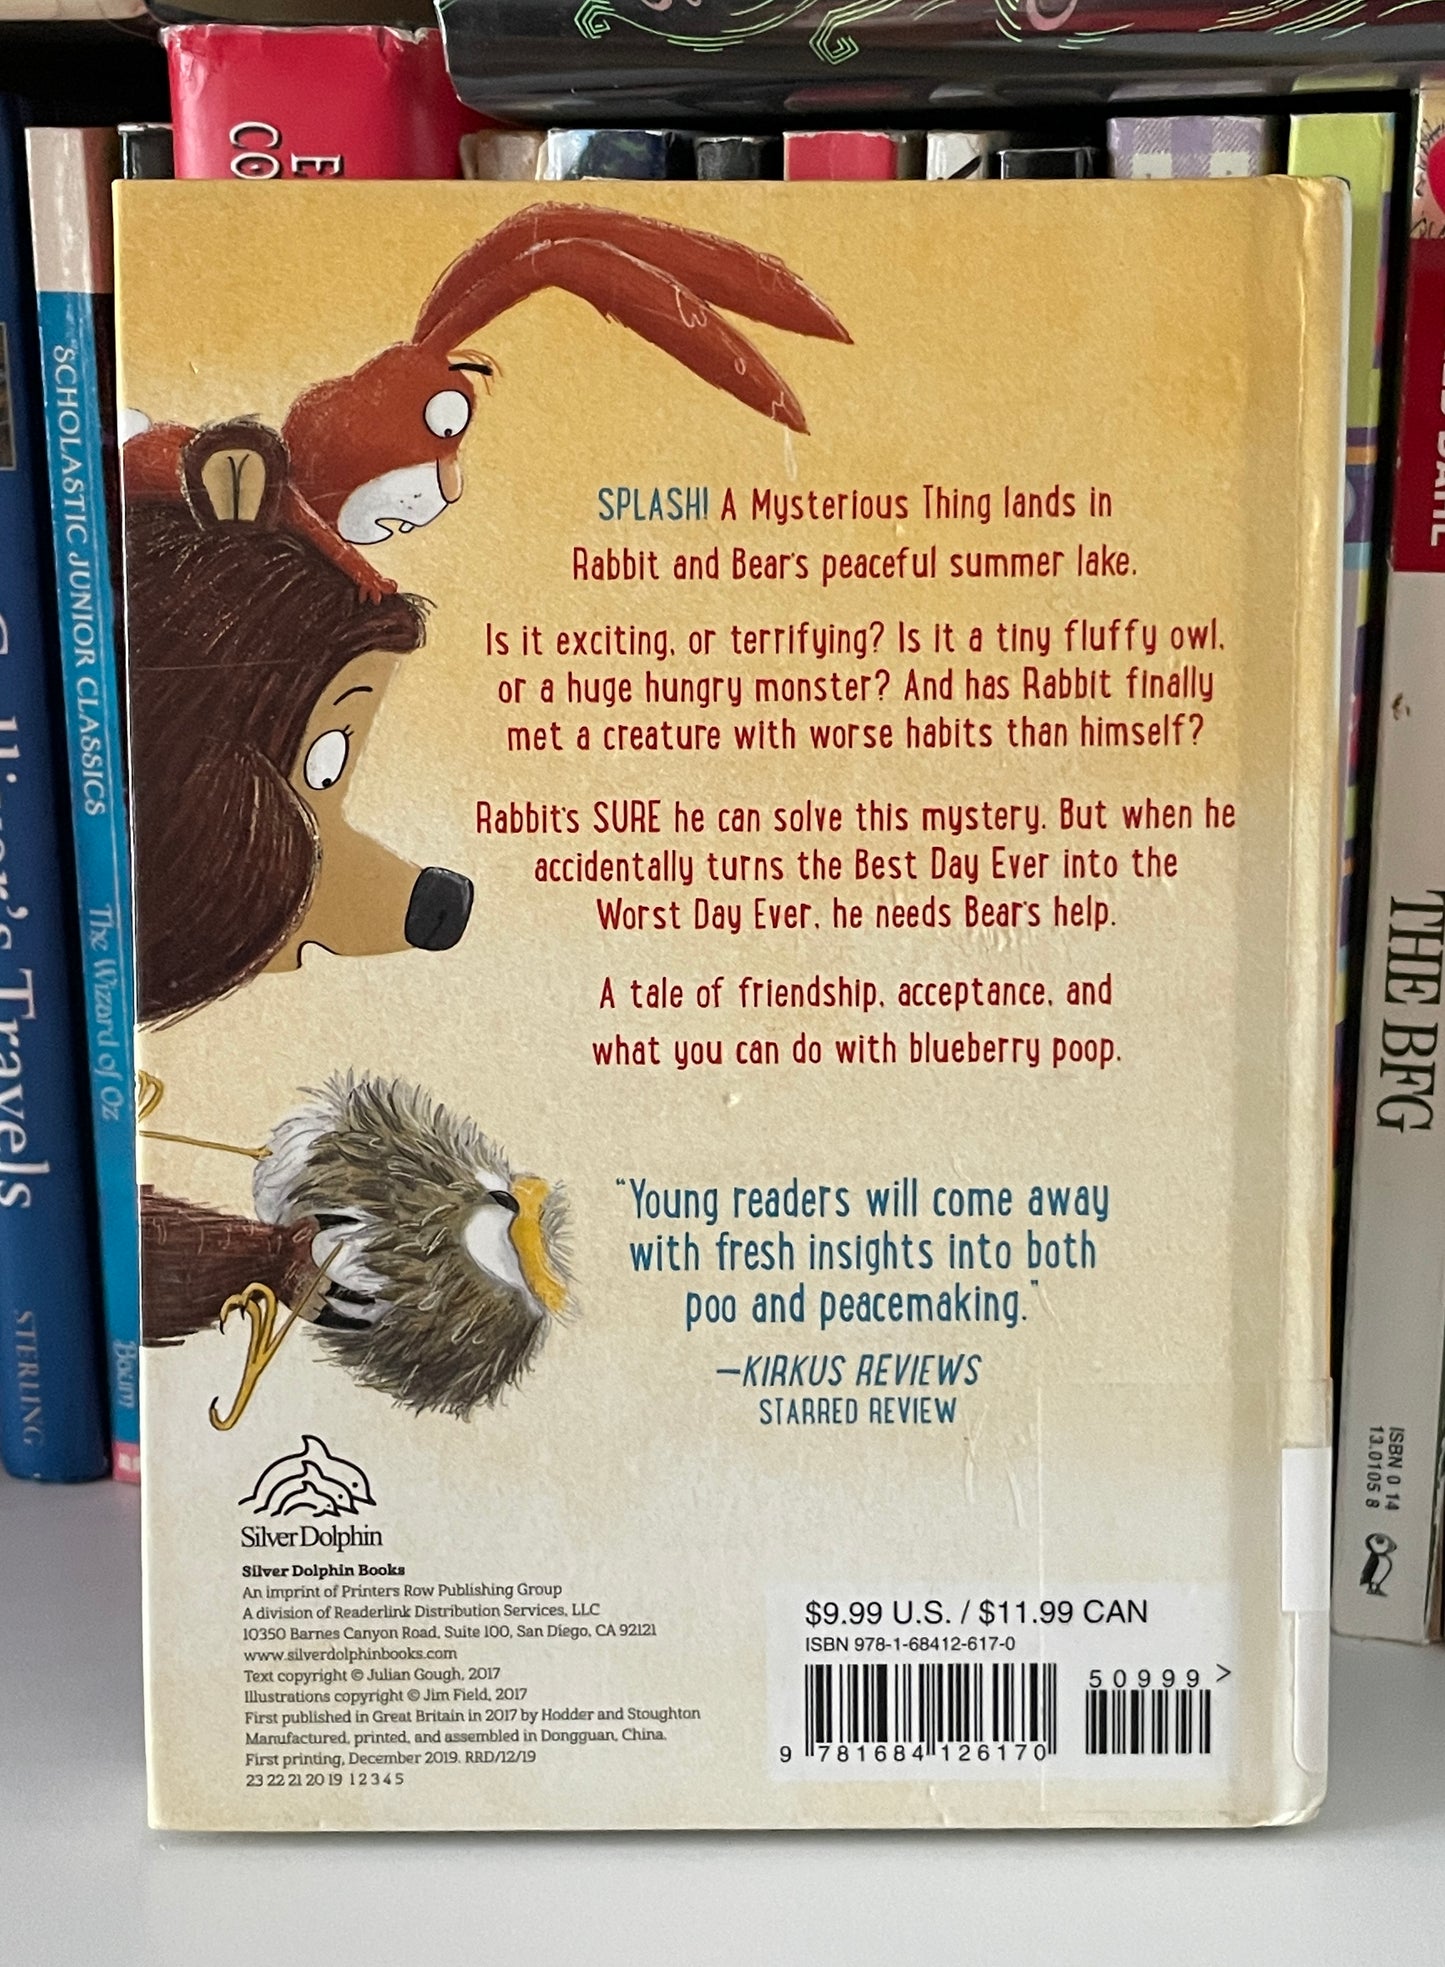 E
CO
SCHOLASTIC JUNIOR CLASSICS
The Wizard of Oz
Baum
Travels
STERLING
SPLASH! A Mysterious Thing lands in
Rabbit and Bear's peaceful summer lake.
Is it exciting, or terrifying? Is it a tiny fluffy owl,
or a huge hungry monster? And has Rabbit finally
met a creature with worse habits than himself?
Rabbit's SURE he can solve this mystery. But when he
accidentally turns the Best Day Ever into the
Worst Day Ever, he needs Bear's help.
A tale of friendship, acceptance, and
what you can do with blueberry poop.
"Young readers will come away
with fresh insights into both
poo and peacemaking."
—KIRKUS REVIEWS
STARRED REVIEW
Silver Dolphin
Silver Dolphin Books
An imprint of Printers Row Publishing Group
A division of Readerlink Distribution Services, LLC
10350 Barnes Canyon Road, Suite 100, San Diego, CA 92121
www.silverdolphinbooks.com
Text copyright © Julian Gough, 2017
Illustrations copyright © Jim Field, 2017
First published in Great Britain in 2017 by Hodder and Stoughton
Manufactured, printed, and assembled in Dongguan, China.
First printing, December 2019. RRD/12/19
23 22 21 20 19 1 2 3 4 5
$9.99 U.S. / $11.99 CAN
ISBN 978-1-68412-617-0
50999>
9 781684 126170
THE BFG
ISBN 0 14
13.0105 8